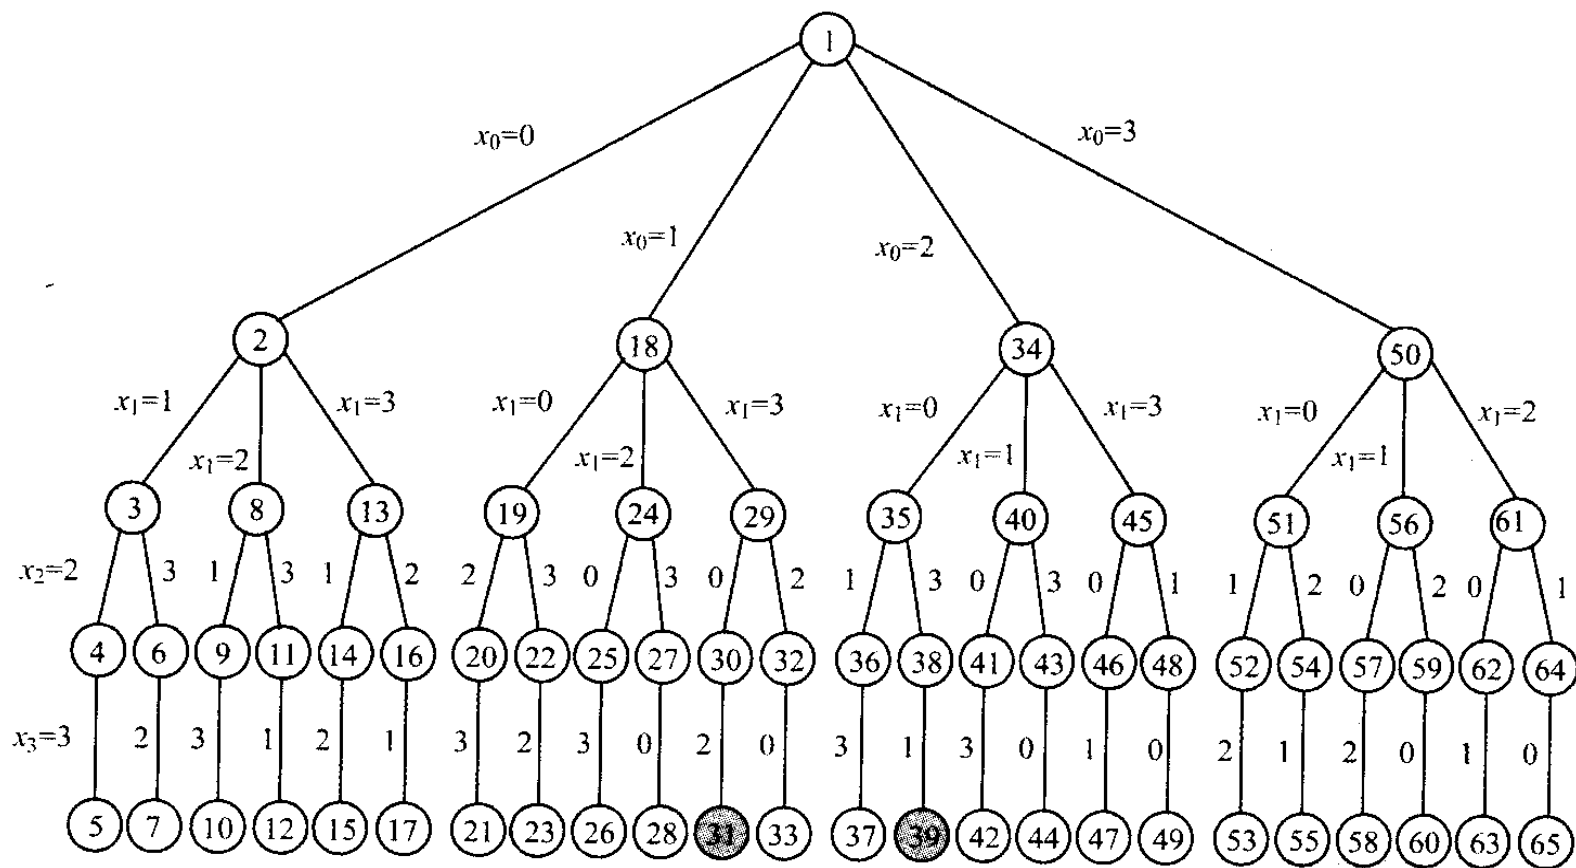 1
x0=0 x0=3
x0=1 x0=2
2 18 34 50
x1=1 x1=3 x1=0 x1=3 x1=0 x1=3 x1=0 x1=2
x1=2 x1=2 x1=1 x1=1
3 8 13 19 24 29 35 40 45 51 56 61
x2=2 3 1 3 1 2 2 3 0 3 0 2 1 3 0 3 0 1 1 2 0 2 0 1
4 6 9 11 14 16 20 22 25 27 30 32 36 38 41 43 46 48 52 54 57 59 62 64
x3=3 2 3 1 2 1 3 2 3 0 2 0 3 1 3 0 1 0 2 1 2 0 1 0
5 7 10 12 15 17 21 23 26 28 31 33 37 39 42 44 47 49 53 55 58 60 63 65